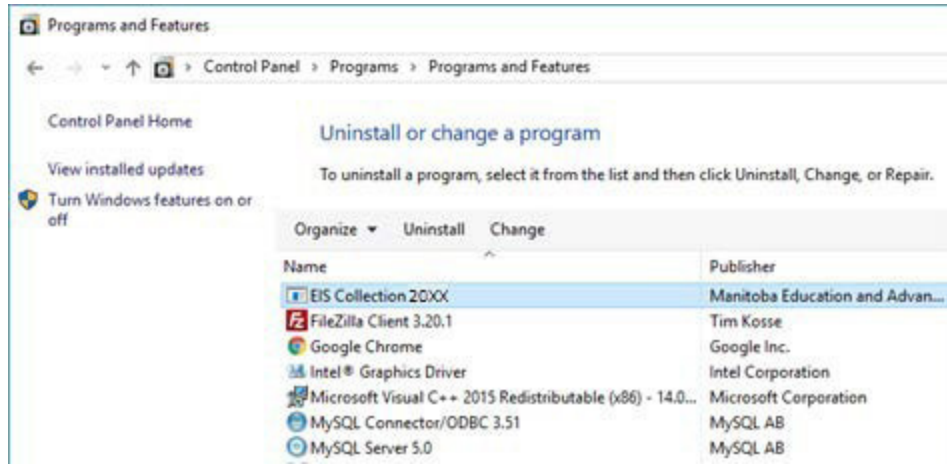 Programs and Features
Control Panel > Programs > Programs and Features
Control Panel Home
View installed updates
Turn Windows features on or
off
Uninstall or change a program
To uninstall a program, select it from the list and then click Uninstall, Change, or Repair.
Organize Uninstall Change
Name Publisher
EIS Collection 20XX Manitoba Education and Advan...
FileZilla Client 3.20.1 Tim Kosse
Google Chrome Google Inc.
Intel® Graphics Driver Intel Corporation
Microsoft Visual C++ 2015 Redistributable (x86) - 14.0... Microsoft Corporation
MySQL Connector/ODBC 3.51 MySQL AB
MySQL Server 5.0 MySQL AB